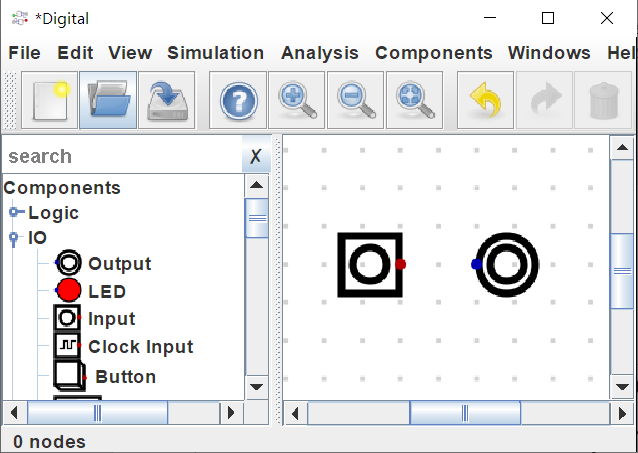 *Digital
File Edit View Simulation Analysis Components Windows Hel
search X
Components
Logic
IO
Output
LED
Input
Clock Input
Button
0 nodes